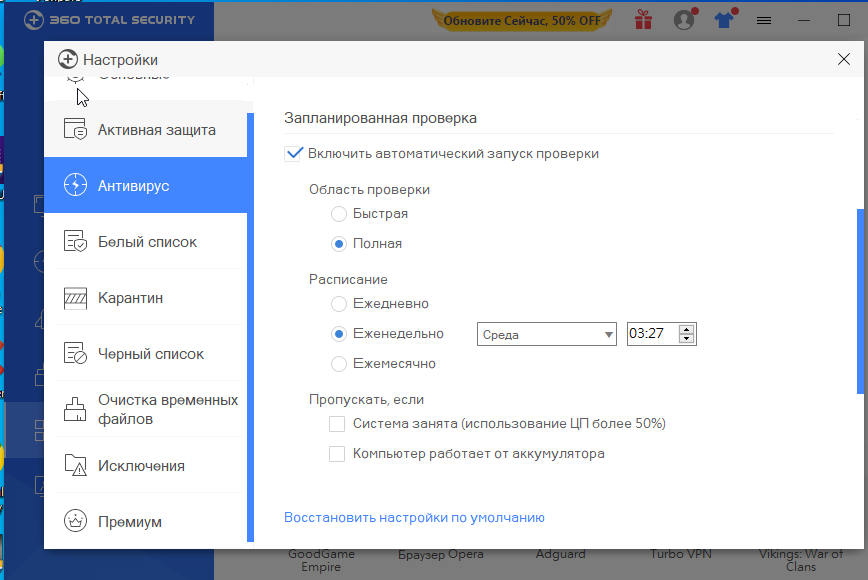 360 TOTAL SECURITY
Обновите Сейчас, 50% OFF
Настройки
Основные
Активная защита
Антивирус
Белый список
Карантин
Черный список
Очистка временных
файлов
Исключения
Премиум
Запланированная проверка
Включить автоматический запуск проверки
Область проверки
Быстрая
Полная
Расписание
Ежедневно
Еженедельно
Среда
03:27
Ежемесячно
Пропускать, если
Система занята (использование ЦП более 50%)
Компьютер работает от аккумулятора
Восстановить настройки по умолчанию
GoodGame
Empire
Браузер Opera
Adguard
Turbo VPN
Vikings: War of
Clans